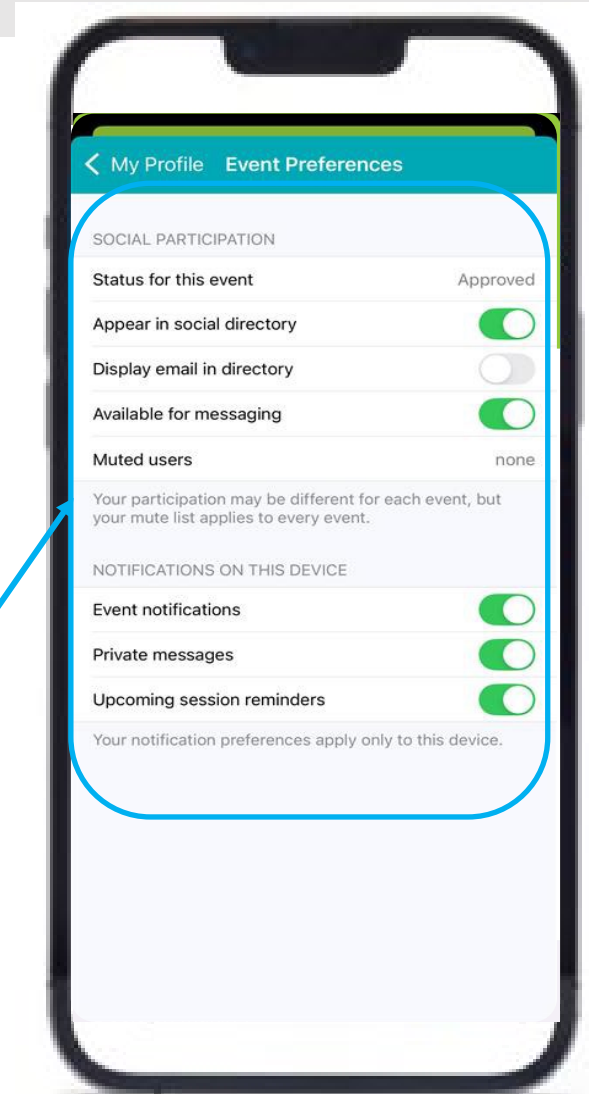 My Profile Event Preferences
SOCIAL PARTICIPATION
Status for this event Approved
Appear in social directory
Display email in directory
Available for messaging
Muted users none
Your participation may be different for each event, but
your mute list applies to every event.
NOTIFICATIONS ON THIS DEVICE
Event notifications
Private messages
Upcoming session reminders
Your notification preferences apply only to this device.